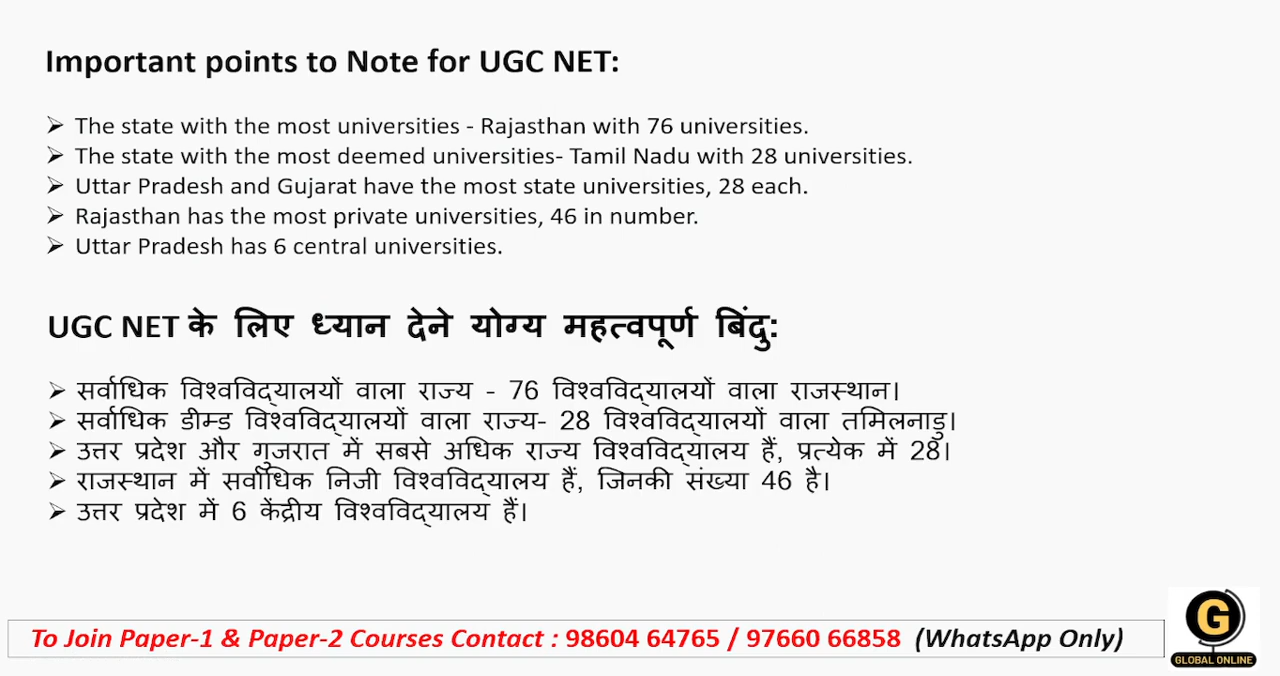 Important points to Note for UGC NET:
➢ The state with the most universities - Rajasthan with 76 universities.
➢ The state with the most deemed universities- Tamil Nadu with 28 universities.
➢ Uttar Pradesh and Gujarat have the most state universities, 28 each.
➢ Rajasthan has the most private universities, 46 in number.
➢ Uttar Pradesh has 6 central universities.
UGC NET के लिए ध्यान देने योग्य महत्वपूर्ण बिंदु:
➢ सर्वाधिक विश्वविद्यालयों वाला राज्य - 76 विश्वविद्यालयों वाला राजस्थान।
➢ सर्वाधिक डीम्ड विश्वविद्यालयों वाला राज्य- 28 विश्वविद्यालयों वाला तमिलनाडु।
➢ उत्तर प्रदेश और गुजरात में सबसे अधिक राज्य विश्वविद्यालय हैं, प्रत्येक में 28।
➢ राजस्थान में सर्वाधिक निजी विश्वविद्यालय हैं, जिनकी संख्या 46 है।
➢ उत्तर प्रदेश में 6 केंद्रीय विश्वविद्यालय हैं।
To Join Paper-1 & Paper-2 Courses Contact : 98604 64765 / 97660 66858 (WhatsApp Only)
G
GLOBAL ONLINE